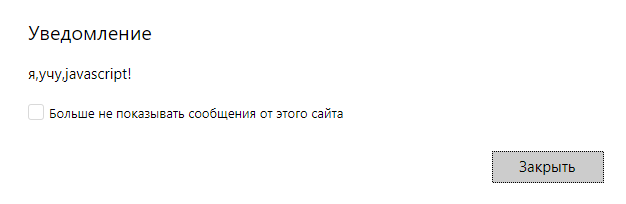 Уведомление
я,учу,javascript!
Больше не показывать сообщения от этого сайта
Закрыть